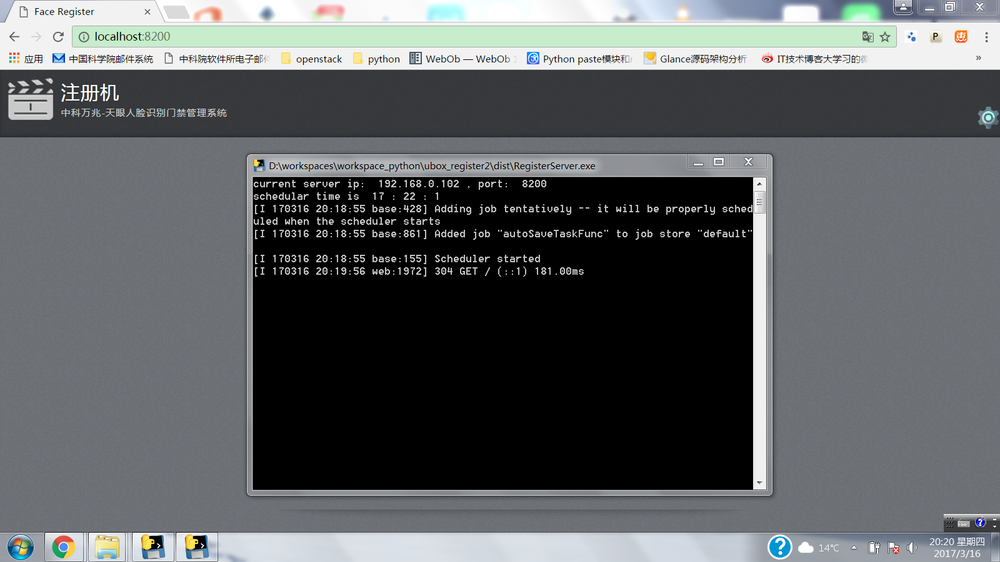 Face Register
localhost:8200
应用
中国科学院邮件系统
中科院软件所电子邮件
openstack
python
WebOb — WebOb 1
Python paste模块和r
Glance源码架构分析
IT技术博客大学习的微
»
注册机
中科万兆-天眼人脸识别门禁管理系统
D:\workspaces\workspace_python\ubox_register2\dist\RegisterServer.exe
current server ip:  192.168.0.102 , port:  8200
schedular time is  17 : 22 : 1
[I 170316 20:18:55 base:428] Adding job tentatively -- it will be properly sched
uled when the scheduler starts
[I 170316 20:18:55 base:861] Added job "autoSaveTaskFunc" to job store "default"
[I 170316 20:18:55 base:155] Scheduler started
[I 170316 20:19:56 web:1972] 304 GET / (::1) 181.00ms
14℃
20:20 星期四
2017/3/16